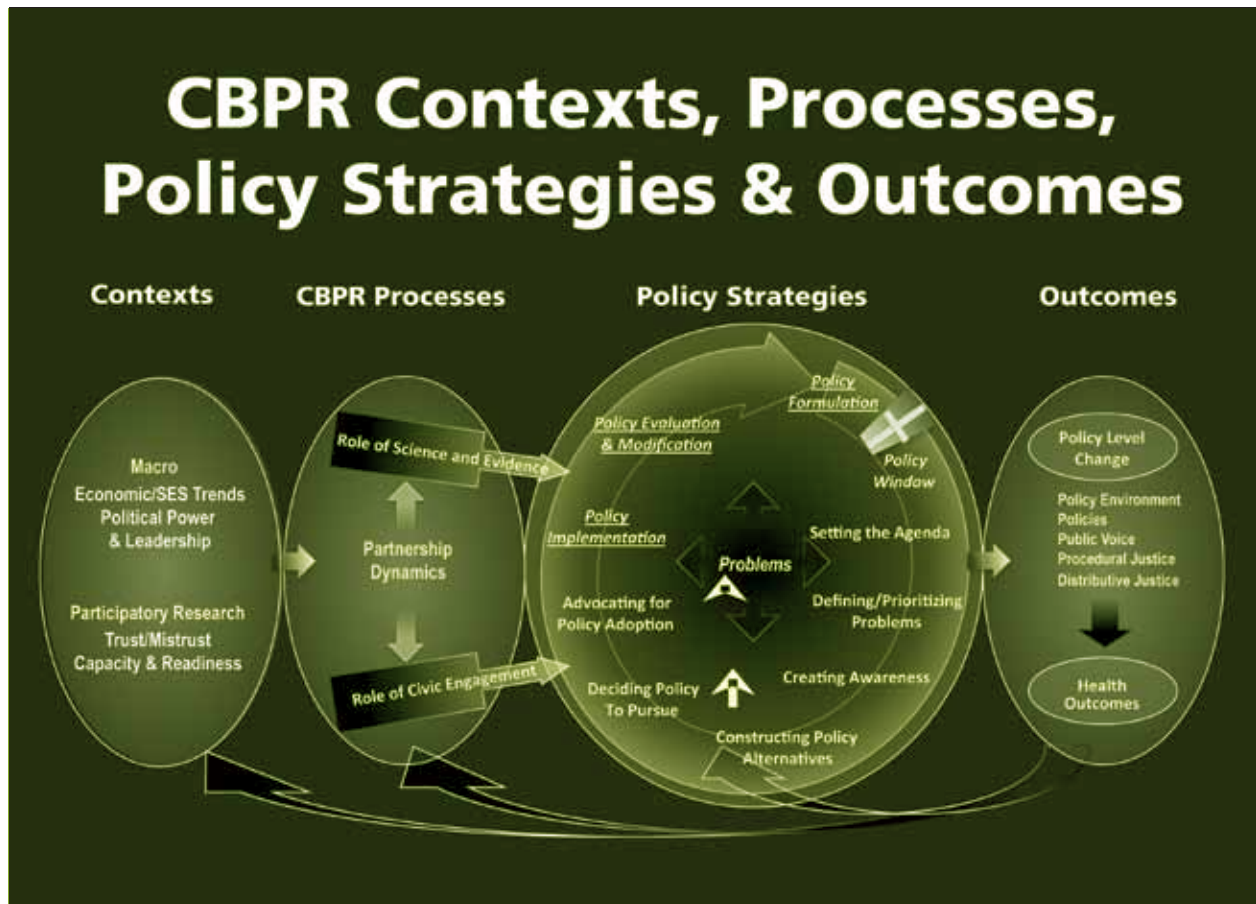 CBPR Contexts, Processes,
Policy Strategies & Outcomes
Contexts
CBPR Processes
Policy Strategies
Outcomes
Macro
Economic/SES Trends
Political Power
& Leadership
Participatory Research
Trust/Mistrust
Capacity & Readiness
Role of Science and Evidence
Partnership
Dynamics
Role of Civic Engagement
Policy
Formulation
Policy Evaluation
& Modification
Policy
Window
Policy
Implementation
Setting the Agenda
Problems
Advocating for
Policy Adoption
Defining/Prioritizing
Problems
Creating Awareness
Deciding Policy
To Pursue
Constructing Policy
Alternatives
Policy Level
Change
Policy Environment
Policies
Public Voice
Procedural Justice
Distributive Justice
Health
Outcomes